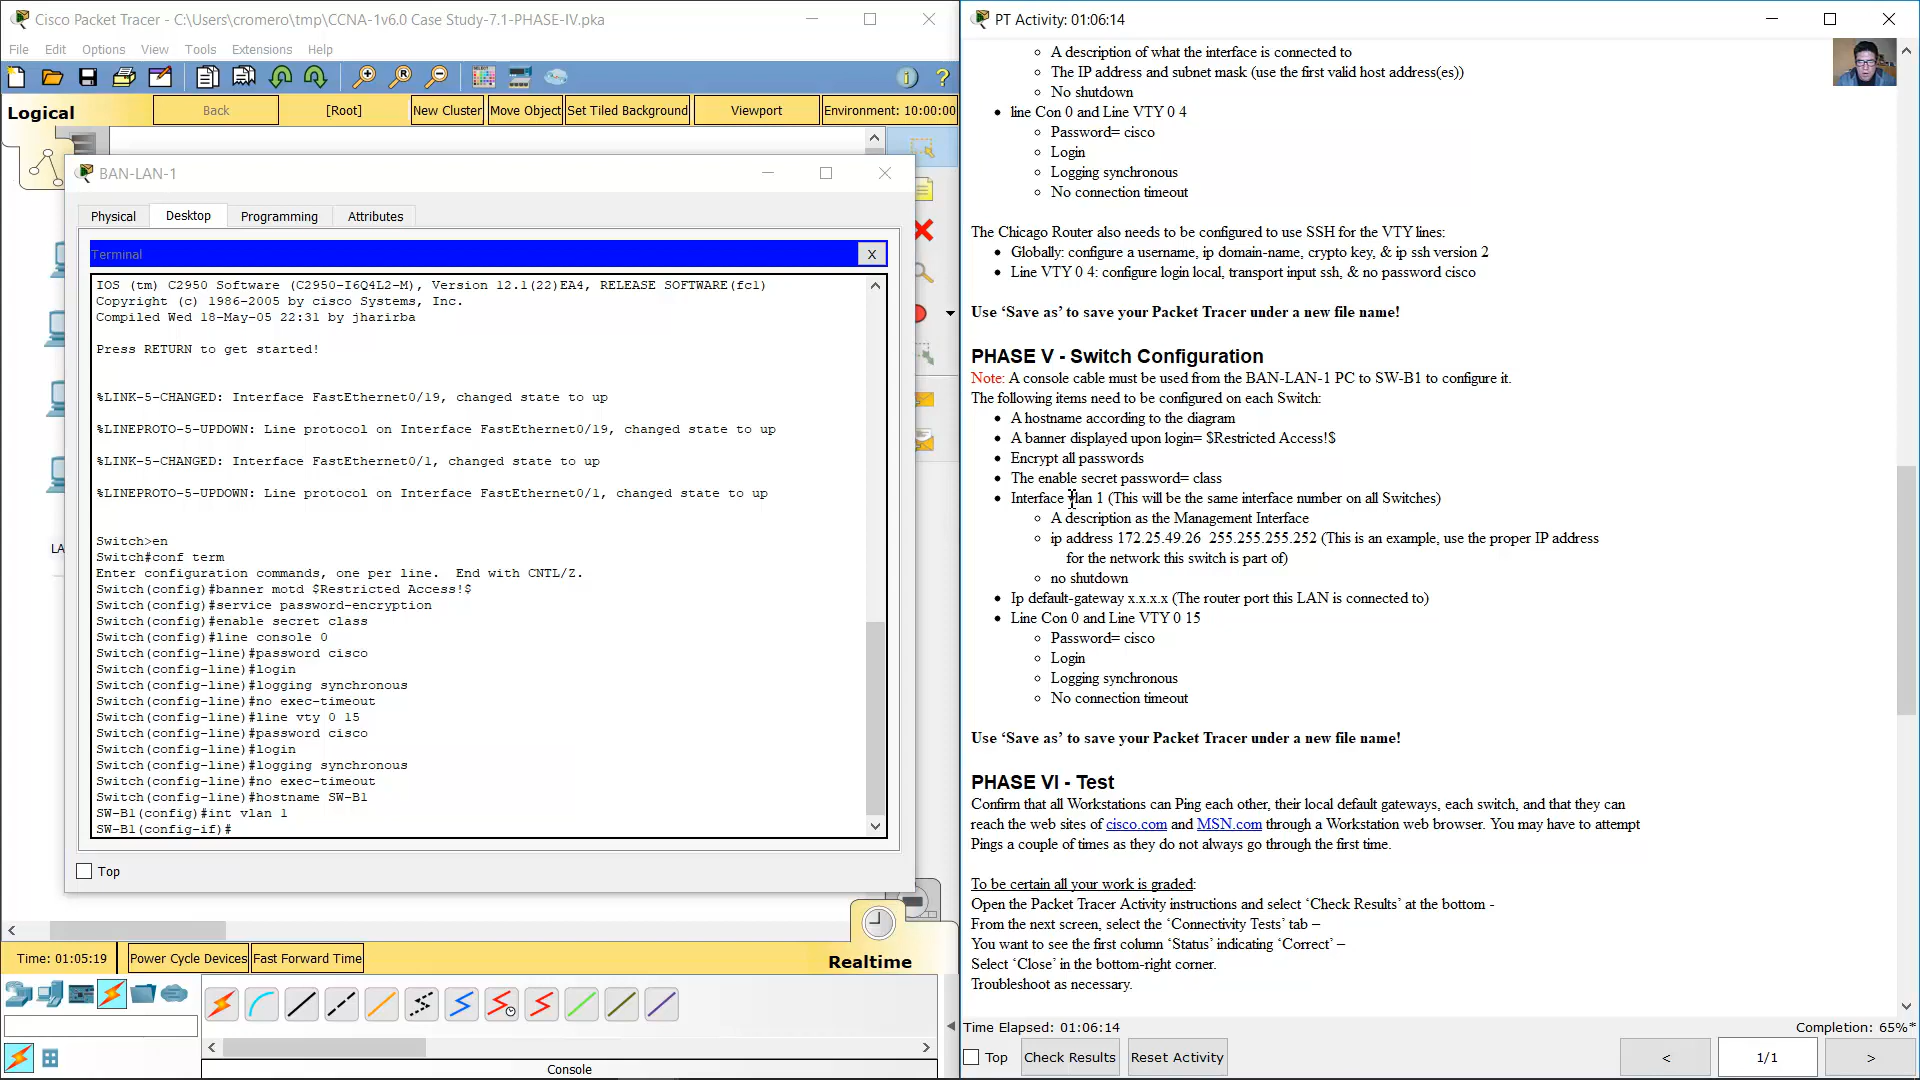 Cisco Packet Tracer - C:\Users\cromero\tmp\CCNA-1v6.0 Case Study-7.1-PHASE-IV.pka
File Edit Options View Tools Extensions Help
Logical
Back
[Root]
New Cluster
Move Object
Set Tiled Background
Viewport
Environment: 10:00:00
BAN-LAN-1
Physical
Desktop
Programming
Attributes
Terminal
X
IOS (tm) C2950 Software (C2950-I6Q4L2-M), Version 12.1(22)EA4, RELEASE SOFTWARE(fc1)
Copyright (c) 1986-2005 by cisco Systems, Inc.
Compiled Wed 18-May-05 22:31 by jharirba
Press RETURN to get started!
%LINK-5-CHANGED: Interface FastEthernet0/19, changed state to up
%LINEPROTO-5-UPDOWN: Line protocol on Interface FastEthernet0/19, changed state to up
%LINK-5-CHANGED: Interface FastEthernet0/1, changed state to up
%LINEPROTO-5-UPDOWN: Line protocol on Interface FastEthernet0/1, changed state to up
Switch>en
Switch#conf term
Enter configuration commands, one per line.  End with CNTL/Z.
Switch(config)#banner motd $Restricted Access!$
Switch(config)#service password-encryption
Switch(config)#enable secret class
Switch(config)#line console 0
Switch(config-line)#password cisco
Switch(config-line)#login
Switch(config-line)#logging synchronous
Switch(config-line)#no exec-timeout
Switch(config-line)#line vty 0 15
Switch(config-line)#password cisco
Switch(config-line)#login
Switch(config-line)#logging synchronous
Switch(config-line)#no exec-timeout
Switch(config-line)#hostname SW-B1
SW-B1(config)#int vlan 1
SW-B1(config-if)#
Top
LA
Time: 01:05:19
Power Cycle Devices
Fast Forward Time
Realtime
Console
PT Activity: 01:06:14
A description of what the interface is connected to
The IP address and subnet mask (use the first valid host address(es))
No shutdown
line Con 0 and Line VTY 0 4
Password= cisco
Login
Logging synchronous
No connection timeout
The Chicago Router also needs to be configured to use SSH for the VTY lines:
Globally: configure a username, ip domain-name, crypto key, & ip ssh version 2
Line VTY 0 4: configure login local, transport input ssh, & no password cisco
Use ‘Save as’ to save your Packet Tracer under a new file name!
PHASE V - Switch Configuration
Note: A console cable must be used from the BAN-LAN-1 PC to SW-B1 to configure it.
The following items need to be configured on each Switch:
A hostname according to the diagram
A banner displayed upon login= $Restricted Access!$
Encrypt all passwords
The enable secret password= class
Interface vlan 1 (This will be the same interface number on all Switches)
A description as the Management Interface
ip address 172.25.49.26  255.255.255.252 (This is an example, use the proper IP address
for the network this switch is part of)
no shutdown
Ip default-gateway x.x.x.x (The router port this LAN is connected to)
Line Con 0 and Line VTY 0 15
Password= cisco
Login
Logging synchronous
No connection timeout
Use ‘Save as’ to save your Packet Tracer under a new file name!
PHASE VI - Test
Confirm that all Workstations can Ping each other, their local default gateways, each switch, and that they can
reach the web sites of cisco.com and MSN.com through a Workstation web browser. You may have to attempt
Pings a couple of times as they do not always go through the first time.
To be certain all your work is graded:
Open the Packet Tracer Activity instructions and select ‘Check Results’ at the bottom -
From the next screen, select the ‘Connectivity Tests’ tab –
You want to see the first column ‘Status’ indicating ‘Correct’ –
Select ‘Close’ in the bottom-right corner.
Troubleshoot as necessary.
Time Elapsed: 01:06:14
Completion: 65%*
Top
Check Results
Reset Activity
<
1/1
>